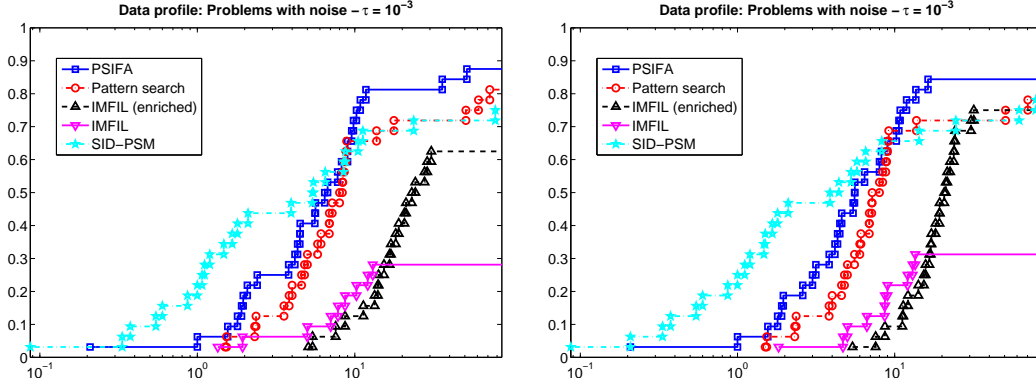 Data profile: Problems with noise − τ = 10⁻³
1
0.9
0.8
0.7
0.6
0.5
0.4
0.3
0.2
0.1
0
PSIFA
Pattern search
IMFIL (enriched)
IMFIL
SID−PSM
10⁻¹
10⁰
10¹
Data profile: Problems with noise − τ = 10⁻³
1
0.9
0.8
0.7
0.6
0.5
0.4
0.3
0.2
0.1
0
PSIFA
Pattern search
IMFIL (enriched)
IMFIL
SID−PSM
10⁻¹
10⁰
10¹